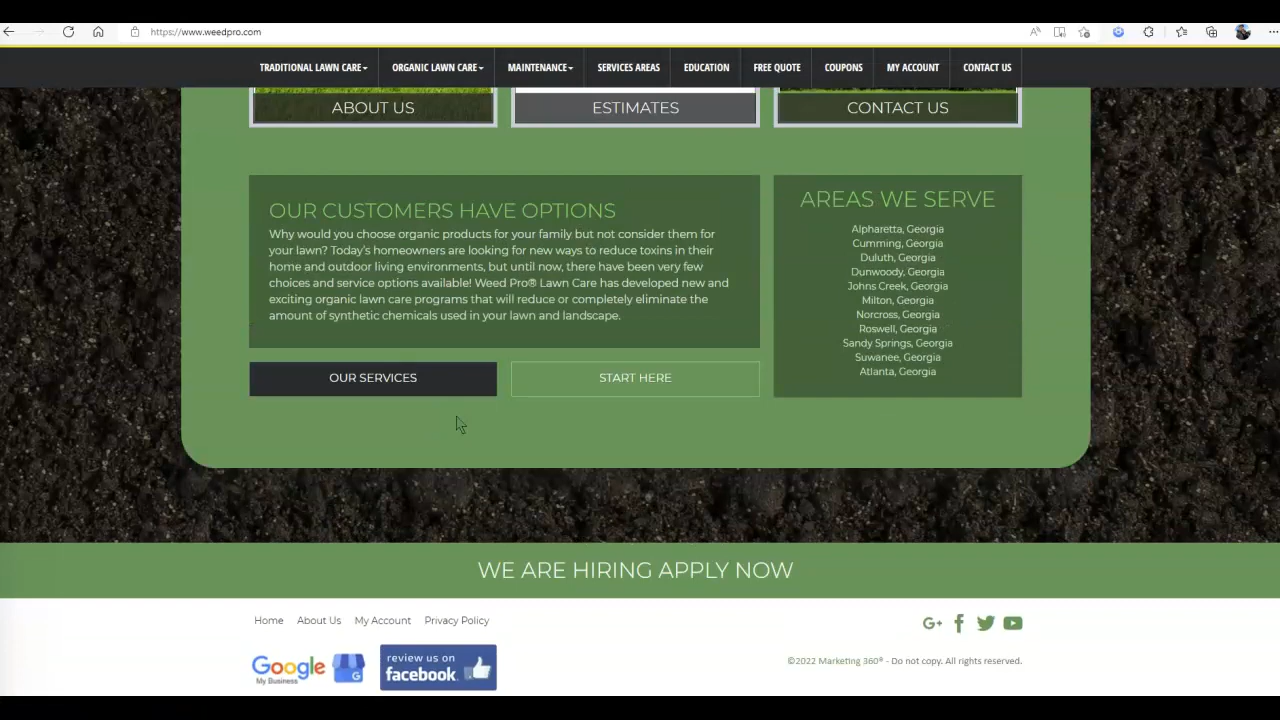 https://www.weedpro.com
TRADITIONAL LAWN CARE
ORGANIC LAWN CARE
MAINTENANCE
SERVICES AREAS
EDUCATION
FREE QUOTE
COUPONS
MY ACCOUNT
CONTACT US
ABOUT US
ESTIMATES
CONTACT US
OUR CUSTOMERS HAVE OPTIONS
Why would you choose organic products for your family but not consider them for
your lawn? Today's homeowners are looking for new ways to reduce toxins in their
home and outdoor living environments, but until now, there have been very few
choices and service options available! Weed Pro® Lawn Care has developed new and
exciting organic lawn care programs that will reduce or completely eliminate the
amount of synthetic chemicals used in your lawn and landscape.
OUR SERVICES
START HERE
AREAS WE SERVE
Alpharetta, Georgia
Cumming, Georgia
Duluth, Georgia
Dunwoody, Georgia
Johns Creek, Georgia
Milton, Georgia
Norcross, Georgia
Roswell, Georgia
Sandy Springs, Georgia
Suwanee, Georgia
Atlanta, Georgia
WE ARE HIRING APPLY NOW
Home
About Us
My Account
Privacy Policy
Google
My Business
review us on
facebook
©2022 Marketing 360® - Do not copy. All rights reserved.